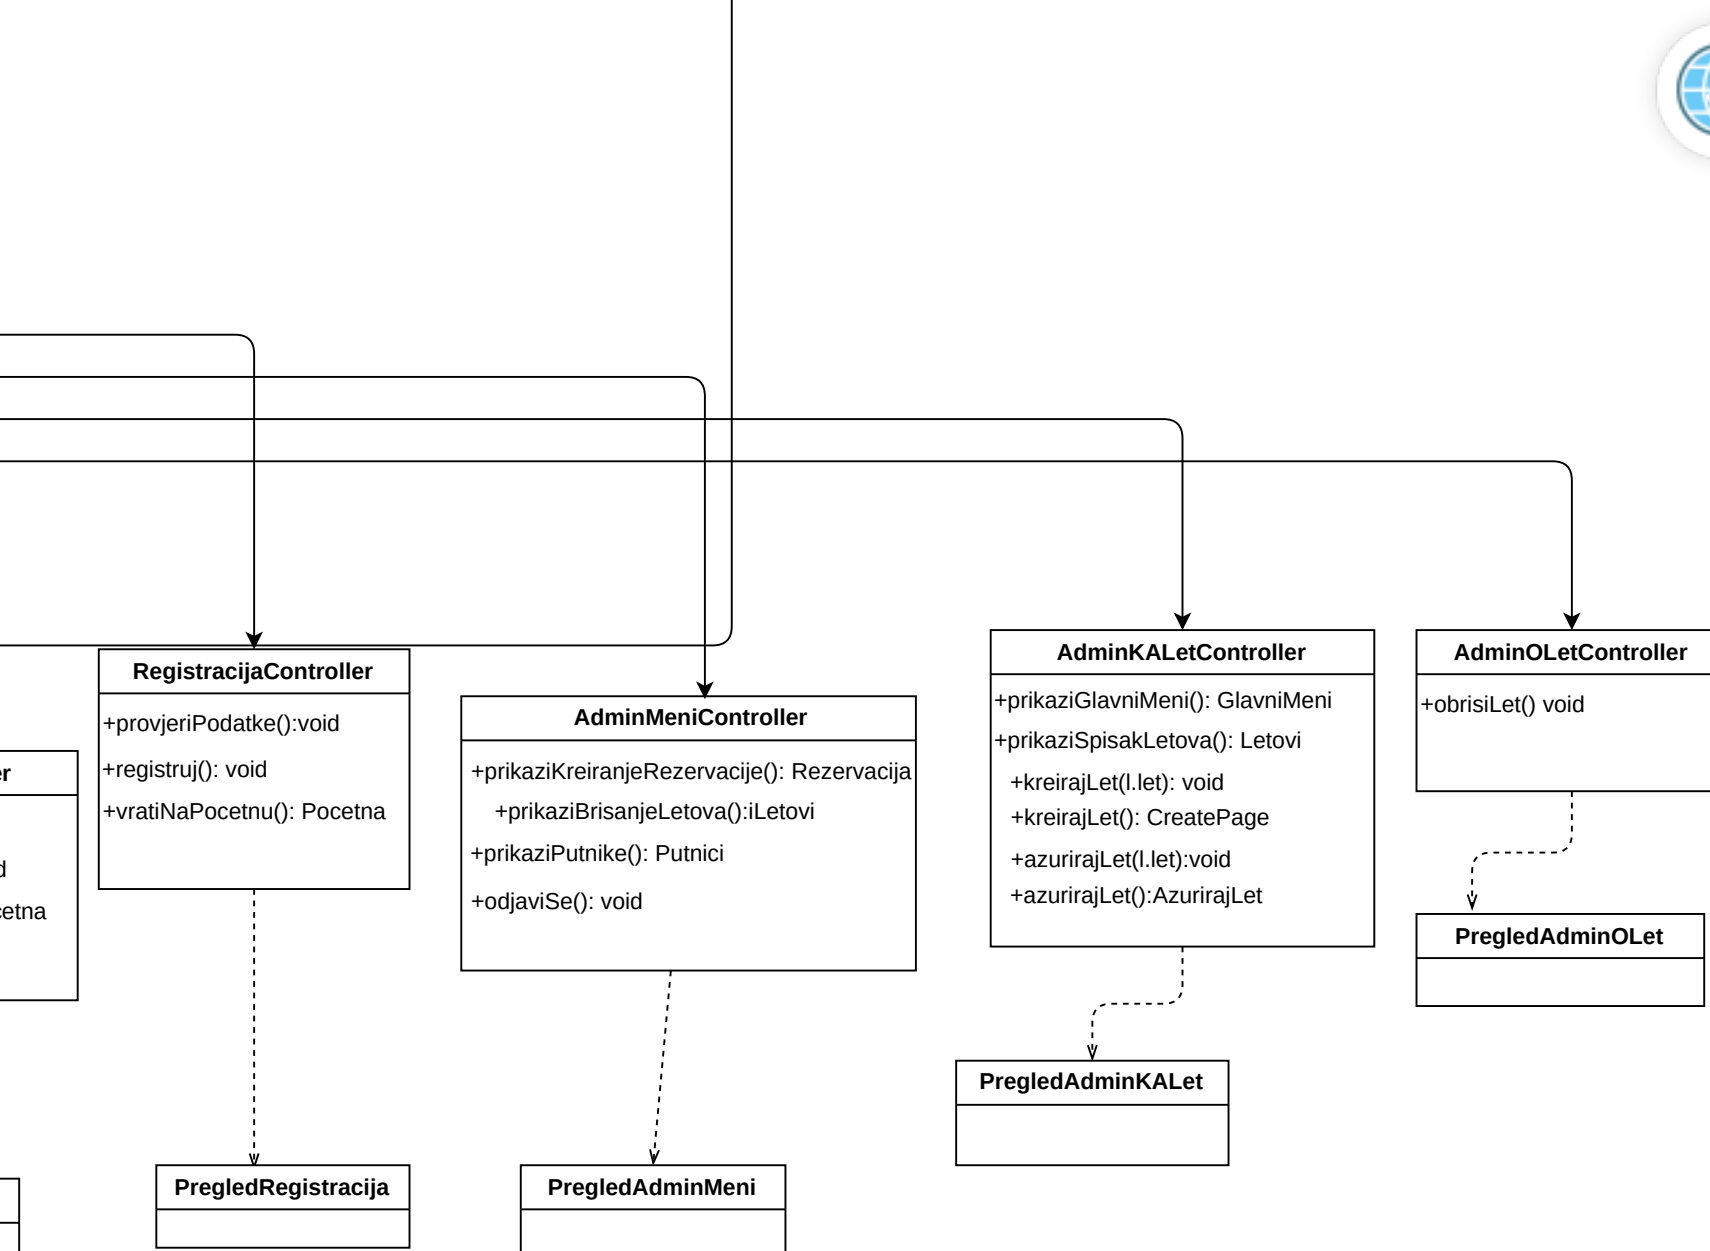 RegistracijaController
+provjeriPodatke():void
+registruj(): void
+vratiNaPocetnu(): Pocetna
AdminMeniController
+prikaziKreiranjeRezervacije(): Rezervacija
+prikaziBrisanjeLetova():iLetovi
+prikaziPutnike(): Putnici
+odjaviSe(): void
AdminKALetController
+prikaziGlavniMeni(): GlavniMeni
+prikaziSpisakLetova(): Letovi
+kreirajLet(l.let): void
+kreirajLet(): CreatePage
+azurirajLet(l.let):void
+azurirajLet():AzurirajLet
AdminOLetController
+obrisiLet() void
PregledAdminOLet
PregledAdminKALet
PregledRegistracija
PregledAdminMeni